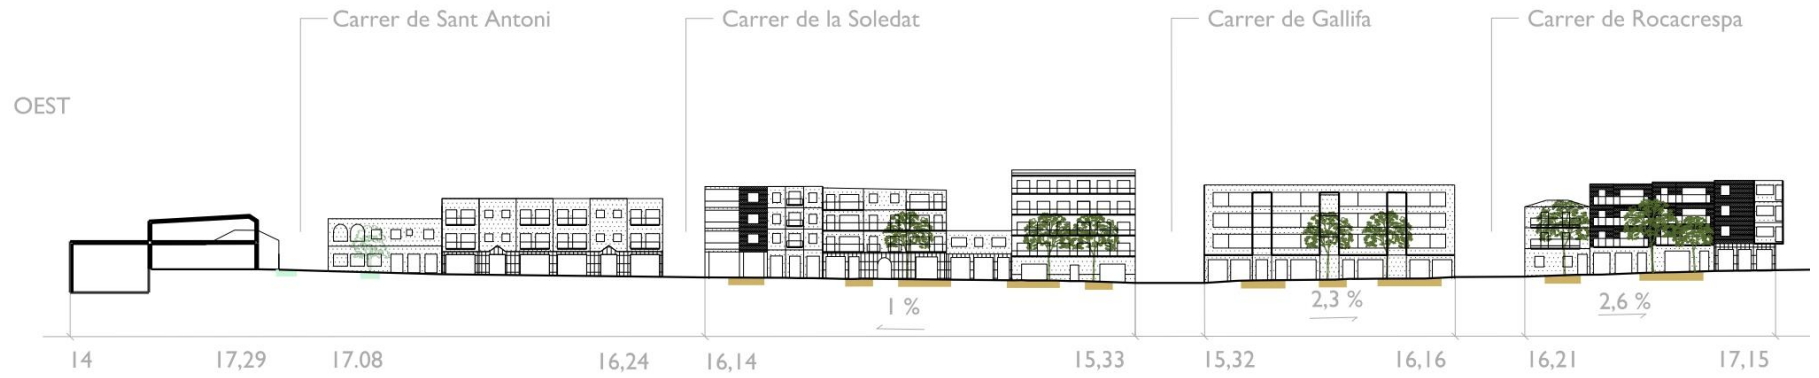 Carrer de Sant Antoni
Carrer de la Soledat
Carrer de Gallifa
Carrer de Rocacrespa
OEST
1 %
2,3 %
2,6 %
14
17,29
17.08
16,24
16,14
15,33
15,32
16,16
16,21
17,15